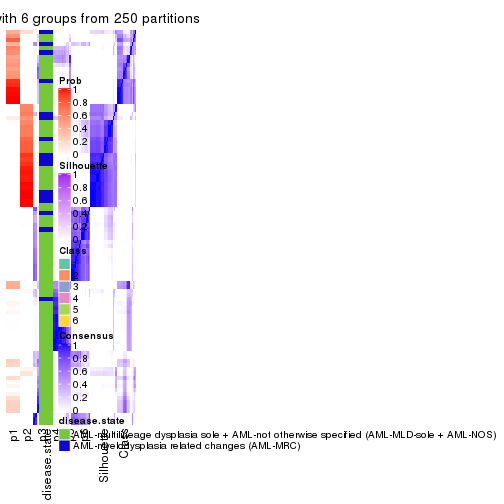 with 6 groups from 250 partitions
Prob
1
0.8
0.6
0.4
0.2
0
Silhouette
1
0.8
0.6
0.4
0.2
0
Class
2
3
4
5
6
Consensus
1
0.8
0.6
0.4
0.2
0
disease.state
AML-multilineage dysplasia sole + AML-not otherwise specified (AML-MLD-sole + AML-NOS)
AML-myelodysplasia related changes (AML-MRC)
p1
p2
p3
disease.state
p4
Silhouette
Class